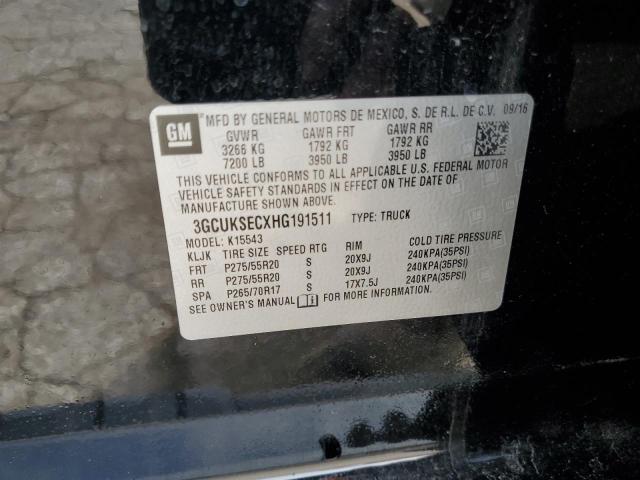 GM
MFD BY GENERAL MOTORS DE MEXICO, S. DE R.L. DE C.V. 09/16
GVWR GAWR FRT GAWR RR
3266 KG 1792 KG 1792 KG
7200 LB 3950 LB 3950 LB
THIS VEHICLE CONFORMS TO ALL APPLICABLE U.S. FEDERAL MOTOR
VEHICLE SAFETY STANDARDS IN EFFECT ON THE DATE OF
MANUFACTURE SHOWN ABOVE.
3GCUKSECXHG191511 TYPE: TRUCK
MODEL: K15543
KLJK TIRE SIZE SPEED RTG RIM COLD TIRE PRESSURE
FRT P275/55R20 S 20X9J 240KPA(35PSI)
RR P275/55R20 S 20X9J 240KPA(35PSI)
SPA P265/70R17 S 17X7.5J 240KPA(35PSI)
SEE OWNER'S MANUAL FOR MORE INFORMATION.